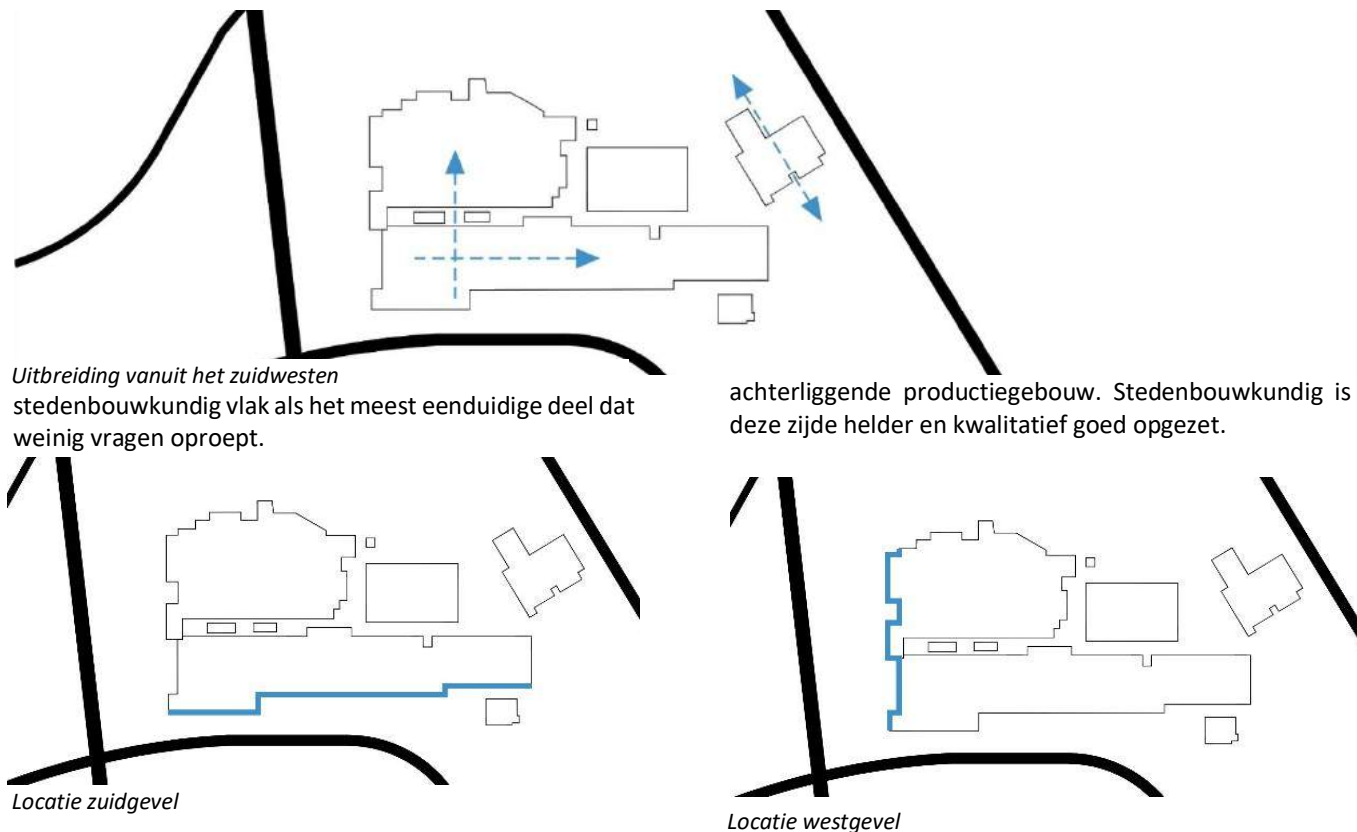 Uitbreiding vanuit het zuidwesten
stedenbouwkundig vlak als het meest eenduidige deel dat
weinig vragen oproept.
achterliggende productiegebouw. Stedenbouwkundig is
deze zijde helder en kwalitatief goed opgezet.
Locatie zuidgevel
Locatie westgevel